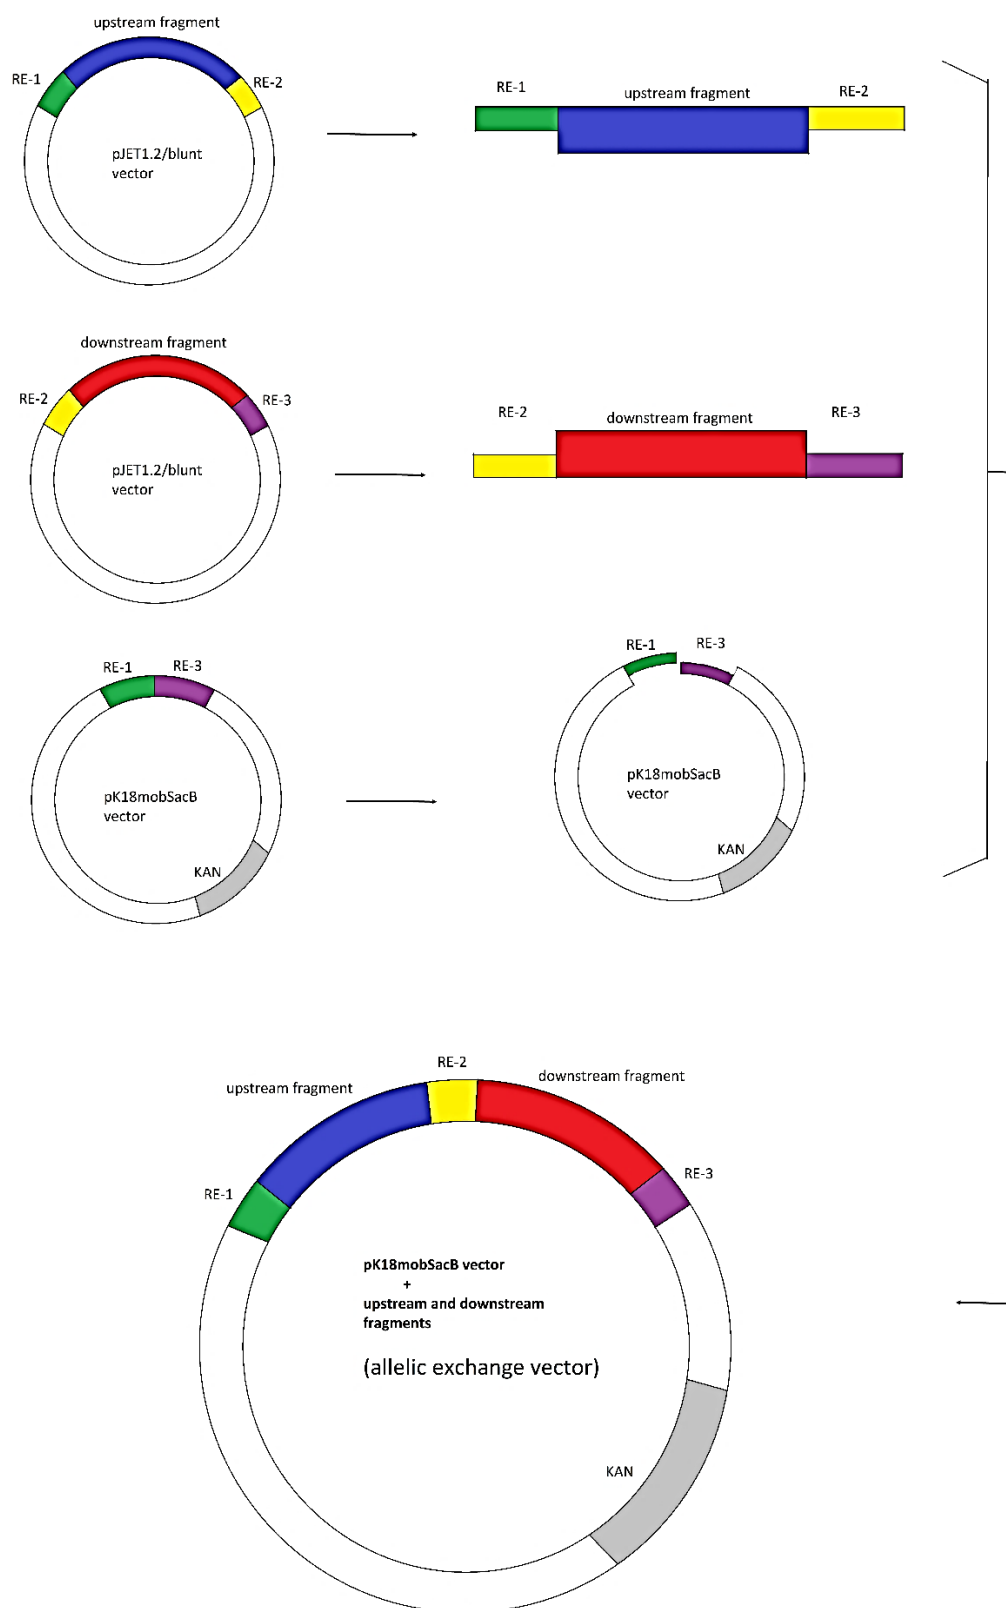 upstream fragment
RE-1
RE-2
pJET1.2/blunt
vector
RE-1
upstream fragment
RE-2
downstream fragment
RE-2
RE-3
pJET1.2/blunt
vector
RE-2
downstream fragment
RE-3
RE-1
RE-3
pK18mobSacB
vector
KAN
RE-1
RE-3
pK18mobSacB
vector
KAN
RE-2
upstream fragment
downstream fragment
RE-1
RE-3
pK18mobSacB vector
+
upstream and downstream
fragments
(allelic exchange vector)
KAN